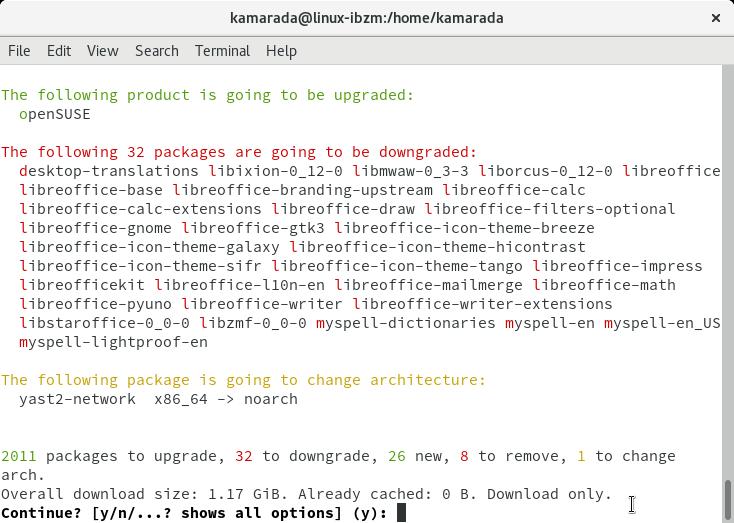 kamarada@linux-ibzm:/home/kamarada
File Edit View Search Terminal Help
The following product is going to be upgraded:
openSUSE
The following 32 packages are going to be downgraded:
desktop-translations libixion-0_12-0 libmwaw-0_3-3 liborcus-0_12-0 libreoffice
libreoffice-base libreoffice-branding-upstream libreoffice-calc
libreoffice-calc-extensions libreoffice-draw libreoffice-filters-optional
libreoffice-gnome libreoffice-gtk3 libreoffice-icon-theme-breeze
libreoffice-icon-theme-galaxy libreoffice-icon-theme-hicontrast
libreoffice-icon-theme-sifr libreoffice-icon-theme-tango libreoffice-impress
libreofficekit libreoffice-l10n-en libreoffice-mailmerge libreoffice-math
libreoffice-pyuno libreoffice-writer libreoffice-writer-extensions
libstaroffice-0_0-0 libzmf-0_0-0 myspell-dictionaries myspell-en myspell-en_US
myspell-lightproof-en
The following package is going to change architecture:
yast2-network  x86_64 -> noarch
2011 packages to upgrade, 32 to downgrade, 26 new, 8 to remove, 1 to change
arch.
Overall download size: 1.17 GiB. Already cached: 0 B. Download only.
Continue? [y/n/...? shows all options] (y):